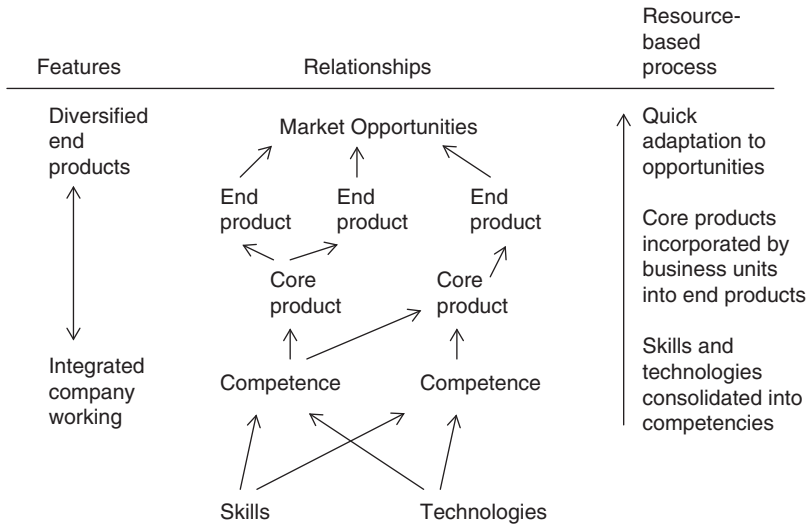 Features
Relationships
Resource-
based
process
Diversified
end
products
Market Opportunities
Quick
adaptation to
opportunities
End
product
End
product
End
product
Core products
incorporated by
business units
into end products
Core
product
Core
product
Integrated
company
working
Competence
Competence
Skills and
technologies
consolidated into
competencies
Skills
Technologies